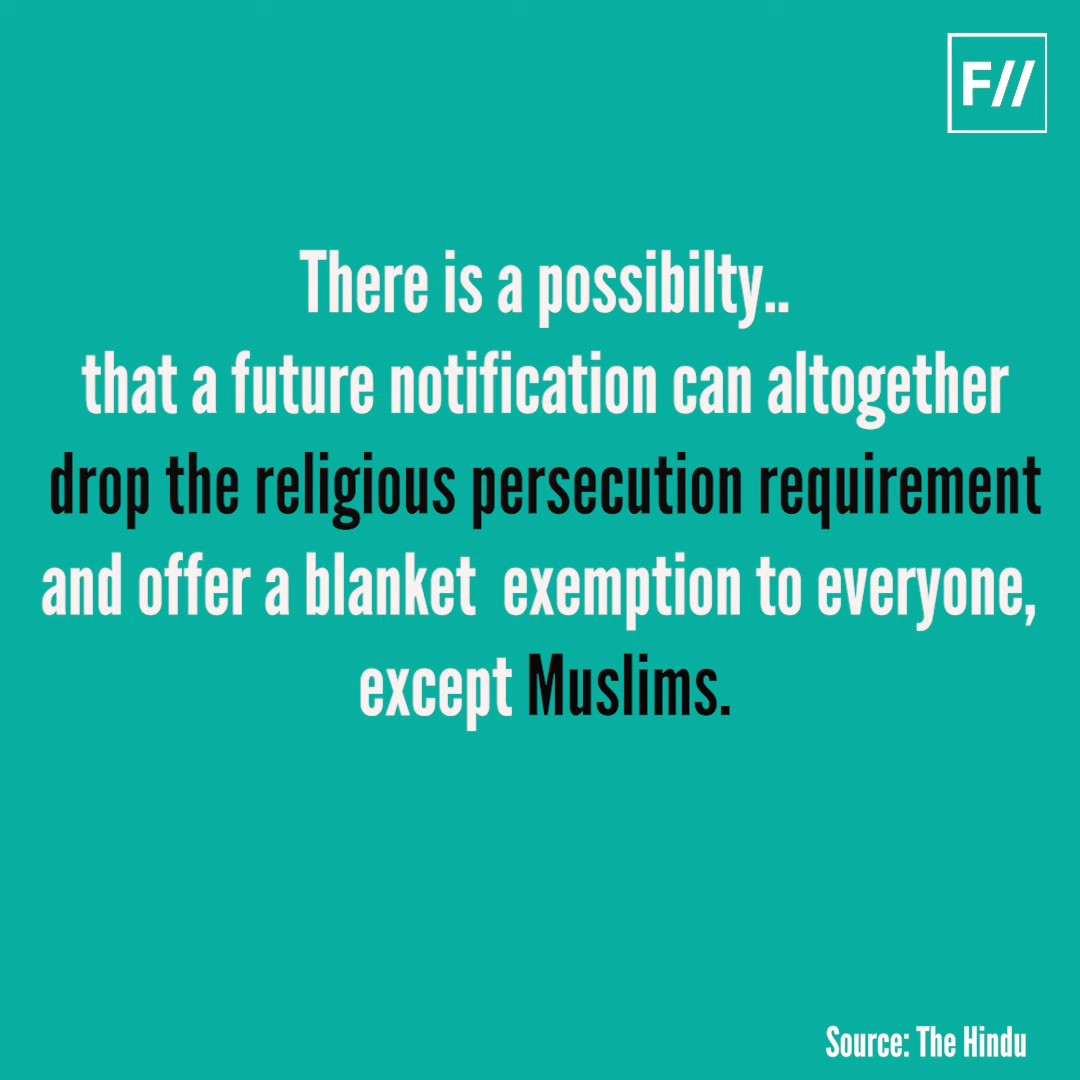 F//
There is a possibilty..
that a future notification can altogether
drop the religious persecution requirement
and offer a blanket exemption to everyone,
except Muslims.
Source: The Hindu